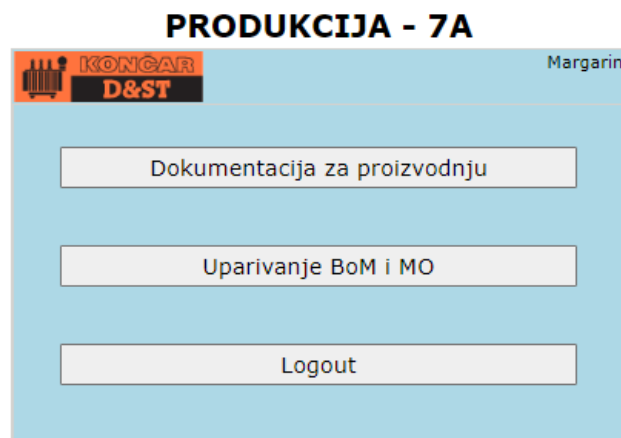 PRODUKCIJA - 7A
KONČAR
D&ST
Margarin
Dokumentacija za proizvodnju
Uparivanje BoM i MO
Logout